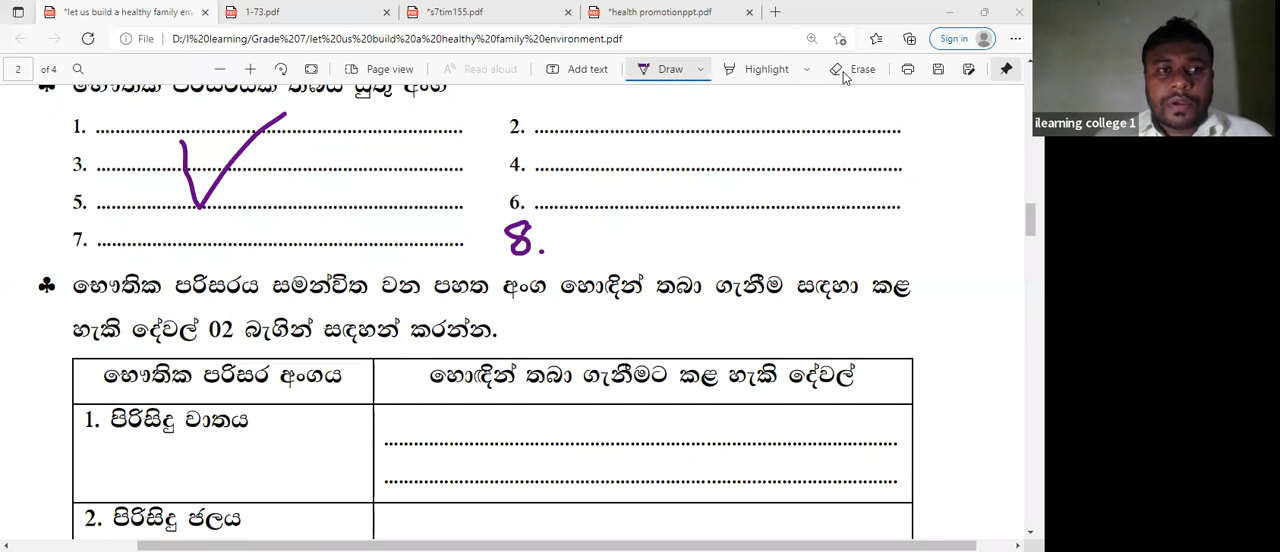 *let us build a healthy family env
1-73.pdf
*s7tim155.pdf
*health promotionppt.pdf
File D:/I%20learning/Grade%207/let%20us%20build%20a%20healthy%20family%20environment.pdf
Sign in
2 of 4 Page view Read aloud Add text Draw Highlight Erase
ilearning college 1
භෞතික පරිසරයක තිබිය යුතු අංග
1. 2.
3. 4.
5. 6.
7. 8.
♣ භෞතික පරිසරය සමන්විත වන පහත අංග හොඳින් තබා ගැනීම සඳහා කළ
හැකි දේවල් 02 බැගින් සඳහන් කරන්න.
භෞතික පරිසර අංගය හොඳින් තබා ගැනීමට කළ හැකි දේවල්
1. පිරිසිදු වාතය
2. පිරිසිදු ජලය